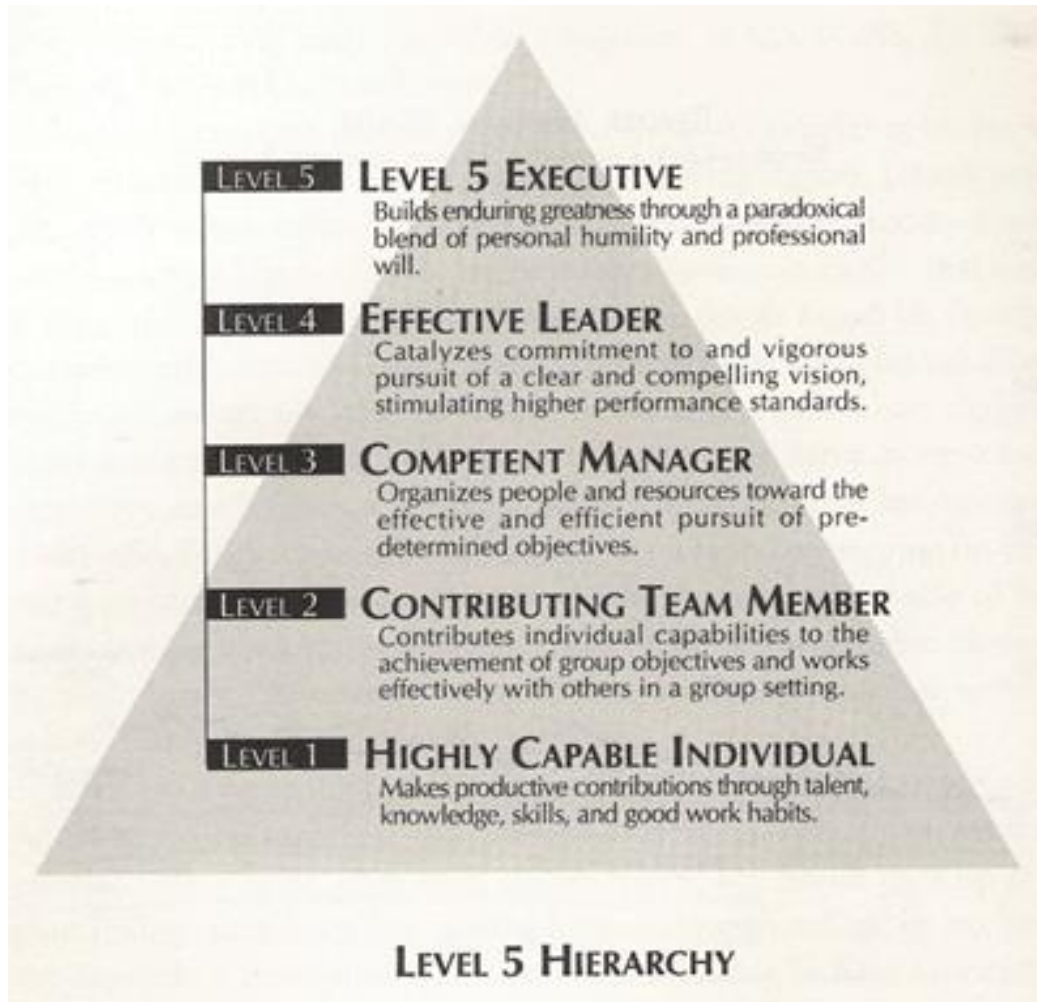 LEVEL 5 LEVEL 5 EXECUTIVE
Builds enduring greatness through a paradoxical
blend of personal humility and professional
will.
LEVEL 4 EFFECTIVE LEADER
Catalyzes commitment to and vigorous
pursuit of a clear and compelling vision,
stimulating higher performance standards.
LEVEL 3 COMPETENT MANAGER
Organizes people and resources toward the
effective and efficient pursuit of pre-
determined objectives.
LEVEL 2 CONTRIBUTING TEAM MEMBER
Contributes individual capabilities to the
achievement of group objectives and works
effectively with others in a group setting.
LEVEL 1 HIGHLY CAPABLE INDIVIDUAL
Makes productive contributions through talent,
knowledge, skills, and good work habits.
LEVEL 5 HIERARCHY